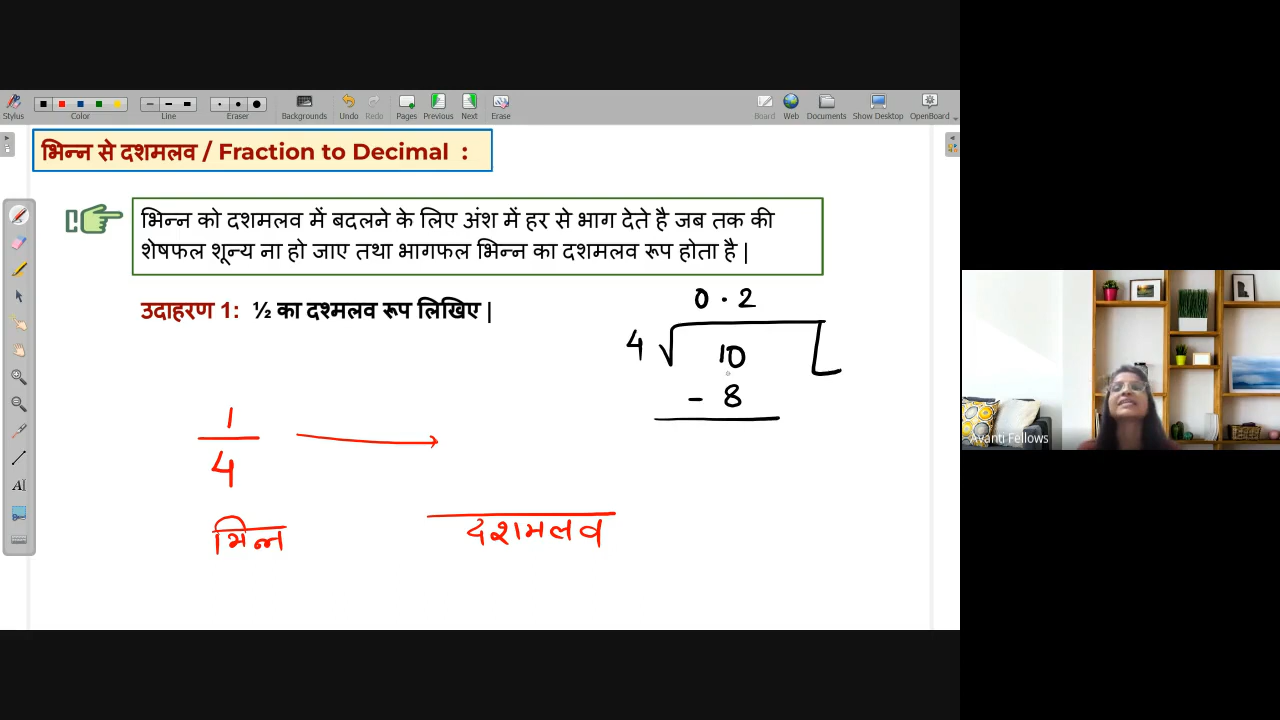 Stylus
Color
Line
Eraser
Backgrounds
Undo
Redo
Pages
Previous
Next
Erase
Board
Web
Documents
Show Desktop
OpenBoard
भिन्न से दशमलव / Fraction to Decimal :
भिन्न को दशमलव में बदलने के लिए अंश में हर से भाग देते है जब तक की
शेषफल शून्य ना हो जाए तथा भागफल भिन्न का दशमलव रूप होता है |
उदाहरण 1: ½ का दश्मलव रूप लिखिए |
0.2
4 √ 10
- 8
1
4
भिन्न
दशमलव
Avanti Fellows